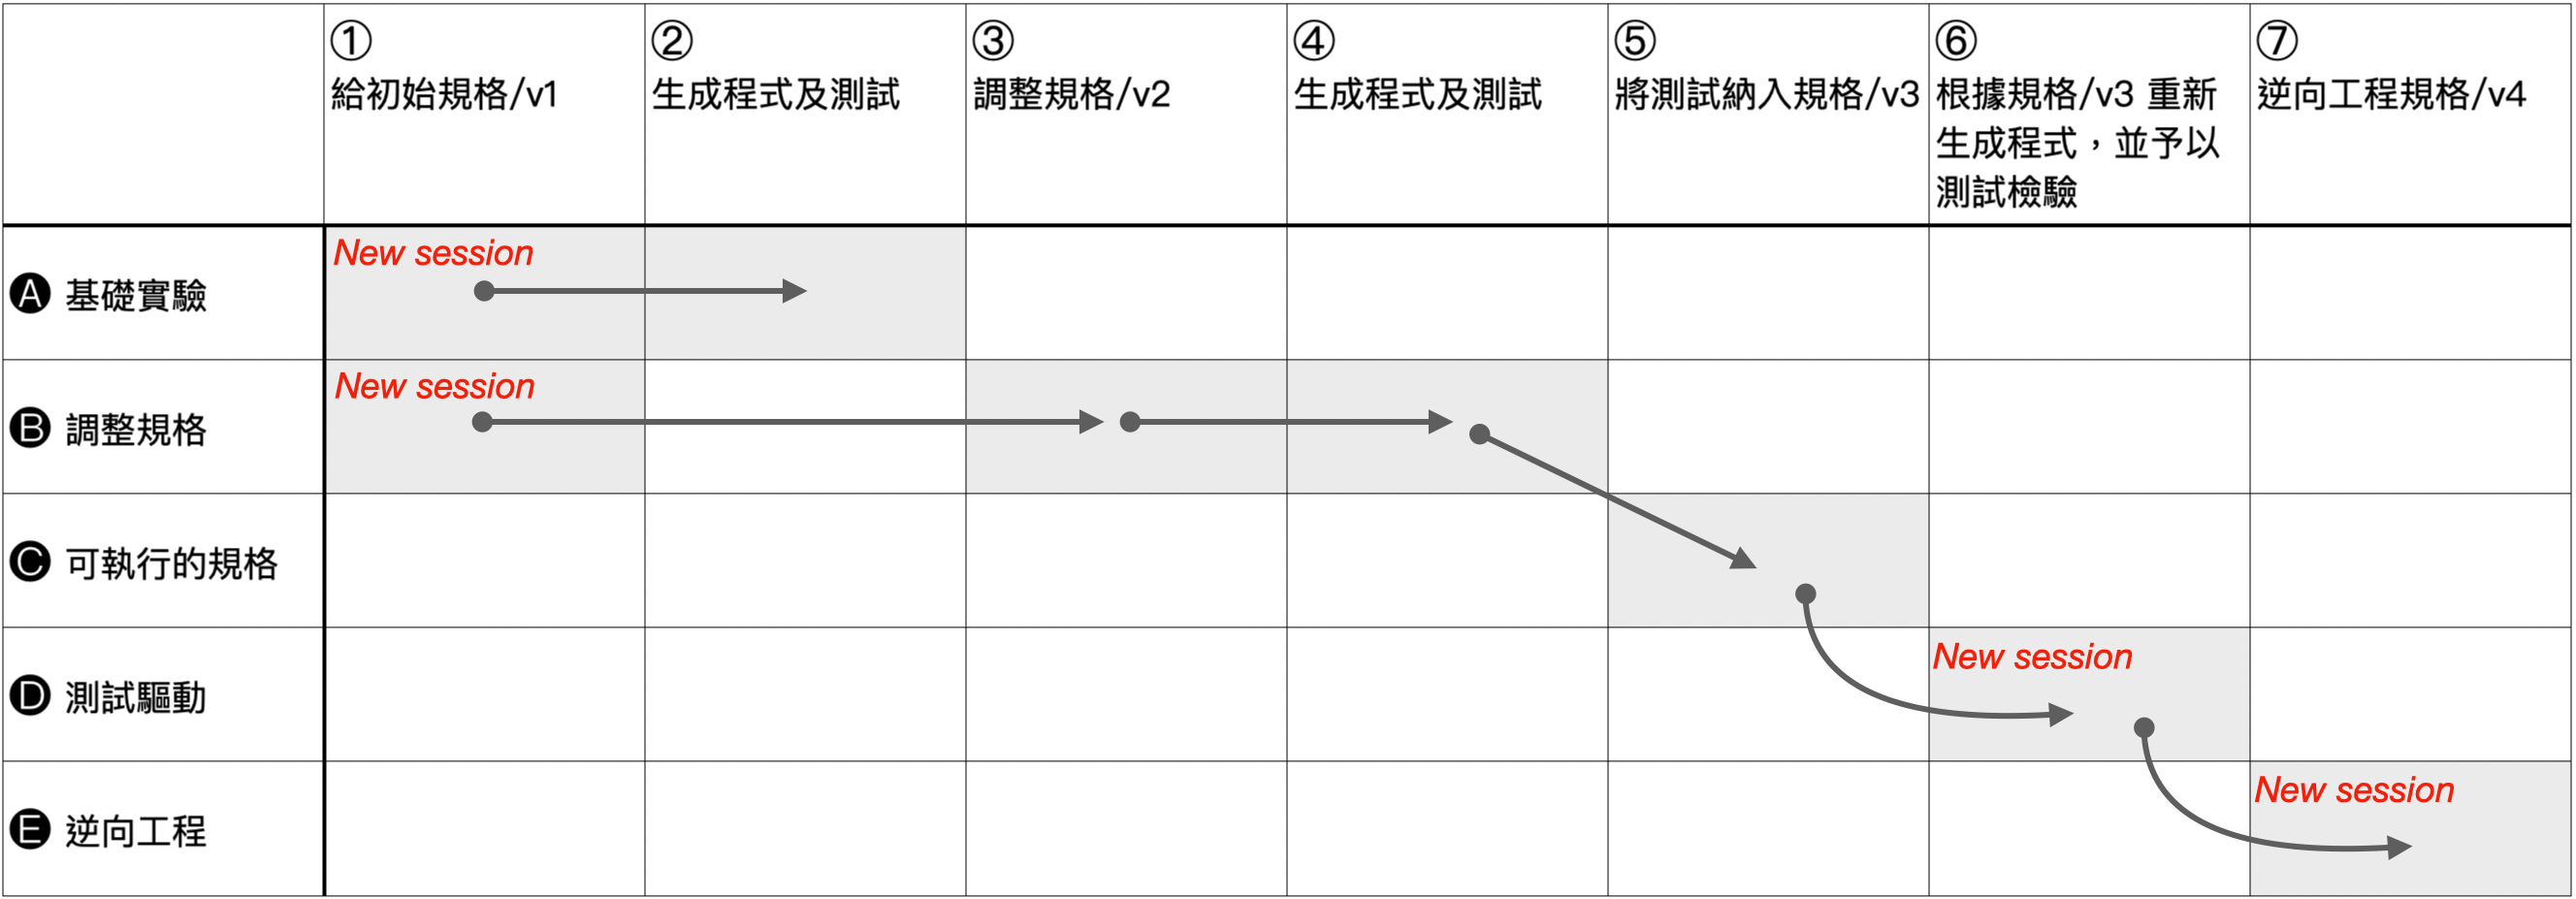 ①
給初始規格/v1
②
生成程式及測試
③
調整規格/v2
④
生成程式及測試
⑤
將測試納入規格/v3
⑥
根據規格/v3 重新
生成程式，並予以
測試檢驗
⑦
逆向工程規格/v4
🅐 基礎實驗
New session
🅑 調整規格
New session
🅒 可執行的規格
🅓 測試驅動
New session
🅔 逆向工程
New session